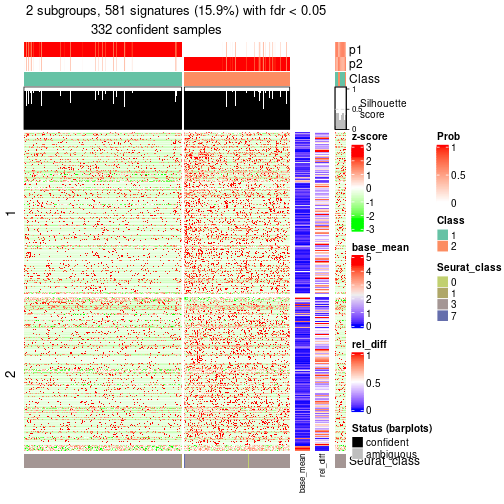 2 subgroups, 581 signatures (15.9%) with fdr < 0.05
332 confident samples
p1
p2
Class
1
0.5
0
Silhouette
score
1
2
base_mean
rel_diff
Seurat_class
z-score
3
2
1
0
-1
-2
-3
base_mean
5
4
3
2
1
0
rel_diff
1
0.5
0
Status (barplots)
confident
ambiguous
Prob
1
0.5
0
Class
1
2
Seurat_class
0
1
3
7